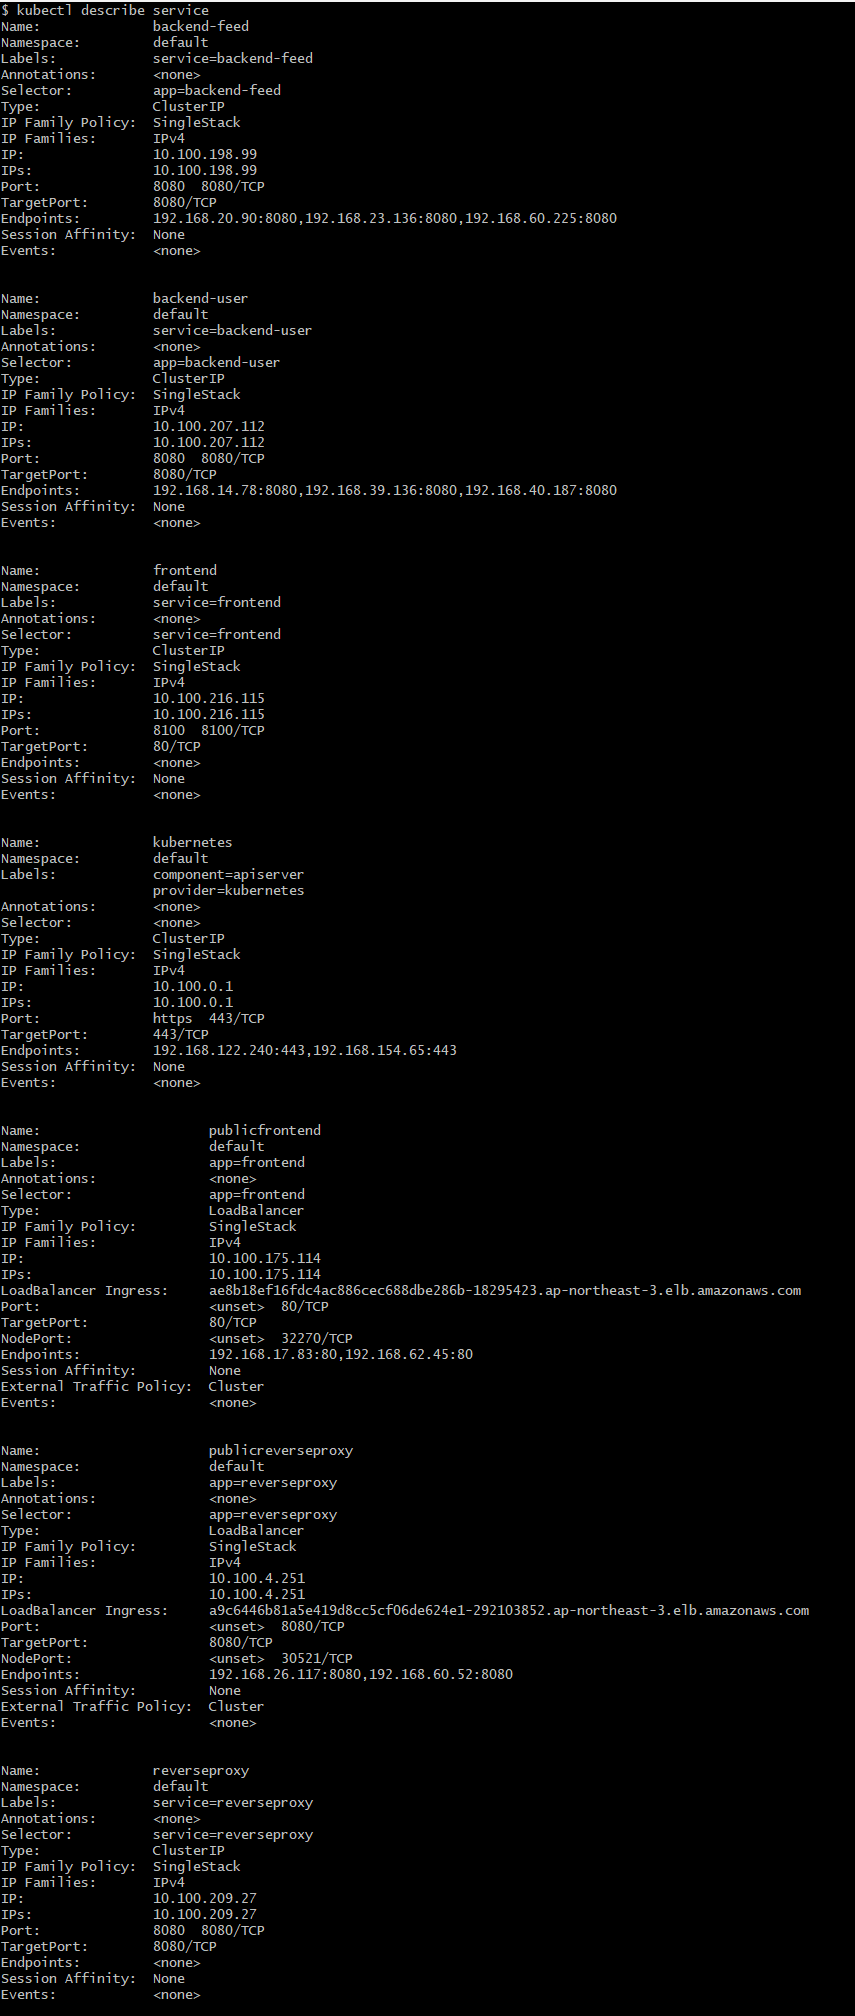 $ kubectl describe service
Name:              backend-feed
Namespace:         default
Labels:            service=backend-feed
Annotations:       <none>
Selector:          app=backend-feed
Type:              ClusterIP
IP Family Policy:  SingleStack
IP Families:       IPv4
IP:                10.100.198.99
IPs:               10.100.198.99
Port:              8080  8080/TCP
TargetPort:        8080/TCP
Endpoints:         192.168.20.90:8080,192.168.23.136:8080,192.168.60.225:8080
Session Affinity:  None
Events:            <none>

Name:              backend-user
Namespace:         default
Labels:            service=backend-user
Annotations:       <none>
Selector:          app=backend-user
Type:              ClusterIP
IP Family Policy:  SingleStack
IP Families:       IPv4
IP:                10.100.207.112
IPs:               10.100.207.112
Port:              8080  8080/TCP
TargetPort:        8080/TCP
Endpoints:         192.168.14.78:8080,192.168.39.136:8080,192.168.40.187:8080
Session Affinity:  None
Events:            <none>

Name:              frontend
Namespace:         default
Labels:            service=frontend
Annotations:       <none>
Selector:          service=frontend
Type:              ClusterIP
IP Family Policy:  SingleStack
IP Families:       IPv4
IP:                10.100.216.115
IPs:               10.100.216.115
Port:              8100  8100/TCP
TargetPort:        80/TCP
Endpoints:         <none>
Session Affinity:  None
Events:            <none>

Name:              kubernetes
Namespace:         default
Labels:            component=apiserver
                   provider=kubernetes
Annotations:       <none>
Selector:          <none>
Type:              ClusterIP
IP Family Policy:  SingleStack
IP Families:       IPv4
IP:                10.100.0.1
IPs:               10.100.0.1
Port:              https  443/TCP
TargetPort:        443/TCP
Endpoints:         192.168.122.240:443,192.168.154.65:443
Session Affinity:  None
Events:            <none>

Name:                     publicfrontend
Namespace:                default
Labels:                   app=frontend
Annotations:              <none>
Selector:                 app=frontend
Type:                     LoadBalancer
IP Family Policy:         SingleStack
IP Families:              IPv4
IP:                       10.100.175.114
IPs:                      10.100.175.114
LoadBalancer Ingress:     ae8b18ef16fdc4ac886cec688dbe286b-18295423.ap-northeast-3.elb.amazonaws.com
Port:                     <unset>  80/TCP
TargetPort:               80/TCP
NodePort:                 <unset>  32270/TCP
Endpoints:                192.168.17.83:80,192.168.62.45:80
Session Affinity:         None
External Traffic Policy:  Cluster
Events:                   <none>

Name:                     publicreverseproxy
Namespace:                default
Labels:                   app=reverseproxy
Annotations:              <none>
Selector:                 app=reverseproxy
Type:                     LoadBalancer
IP Family Policy:         SingleStack
IP Families:              IPv4
IP:                       10.100.4.251
IPs:                      10.100.4.251
LoadBalancer Ingress:     a9c6446b81a5e419d8cc5cf06de624e1-292103852.ap-northeast-3.elb.amazonaws.com
Port:                     <unset>  8080/TCP
TargetPort:               8080/TCP
NodePort:                 <unset>  30521/TCP
Endpoints:                192.168.26.117:8080,192.168.60.52:8080
Session Affinity:         None
External Traffic Policy:  Cluster
Events:                   <none>

Name:              reverseproxy
Namespace:         default
Labels:            service=reverseproxy
Annotations:       <none>
Selector:          service=reverseproxy
Type:              ClusterIP
IP Family Policy:  SingleStack
IP Families:       IPv4
IP:                10.100.209.27
IPs:               10.100.209.27
Port:              8080  8080/TCP
TargetPort:        8080/TCP
Endpoints:         <none>
Session Affinity:  None
Events:            <none>